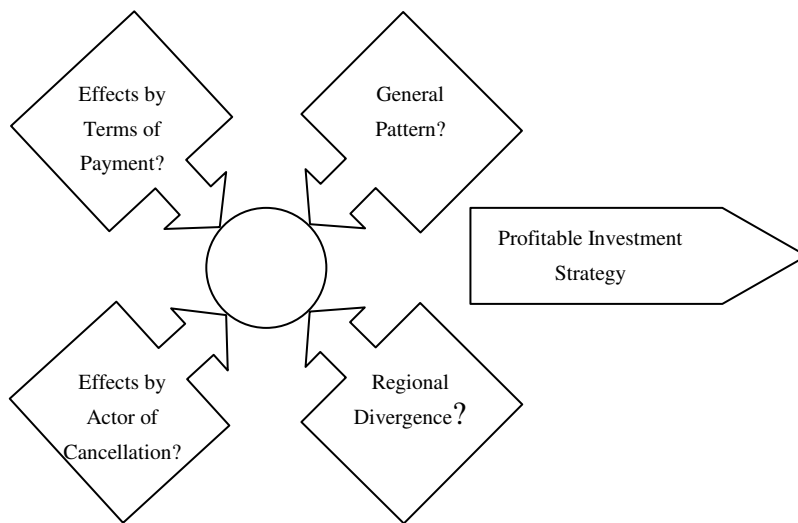 Effects by
Terms of
Payment?
General
Pattern?
Profitable Investment
Strategy
Effects by
Actor of
Cancellation?
Regional
Divergence?